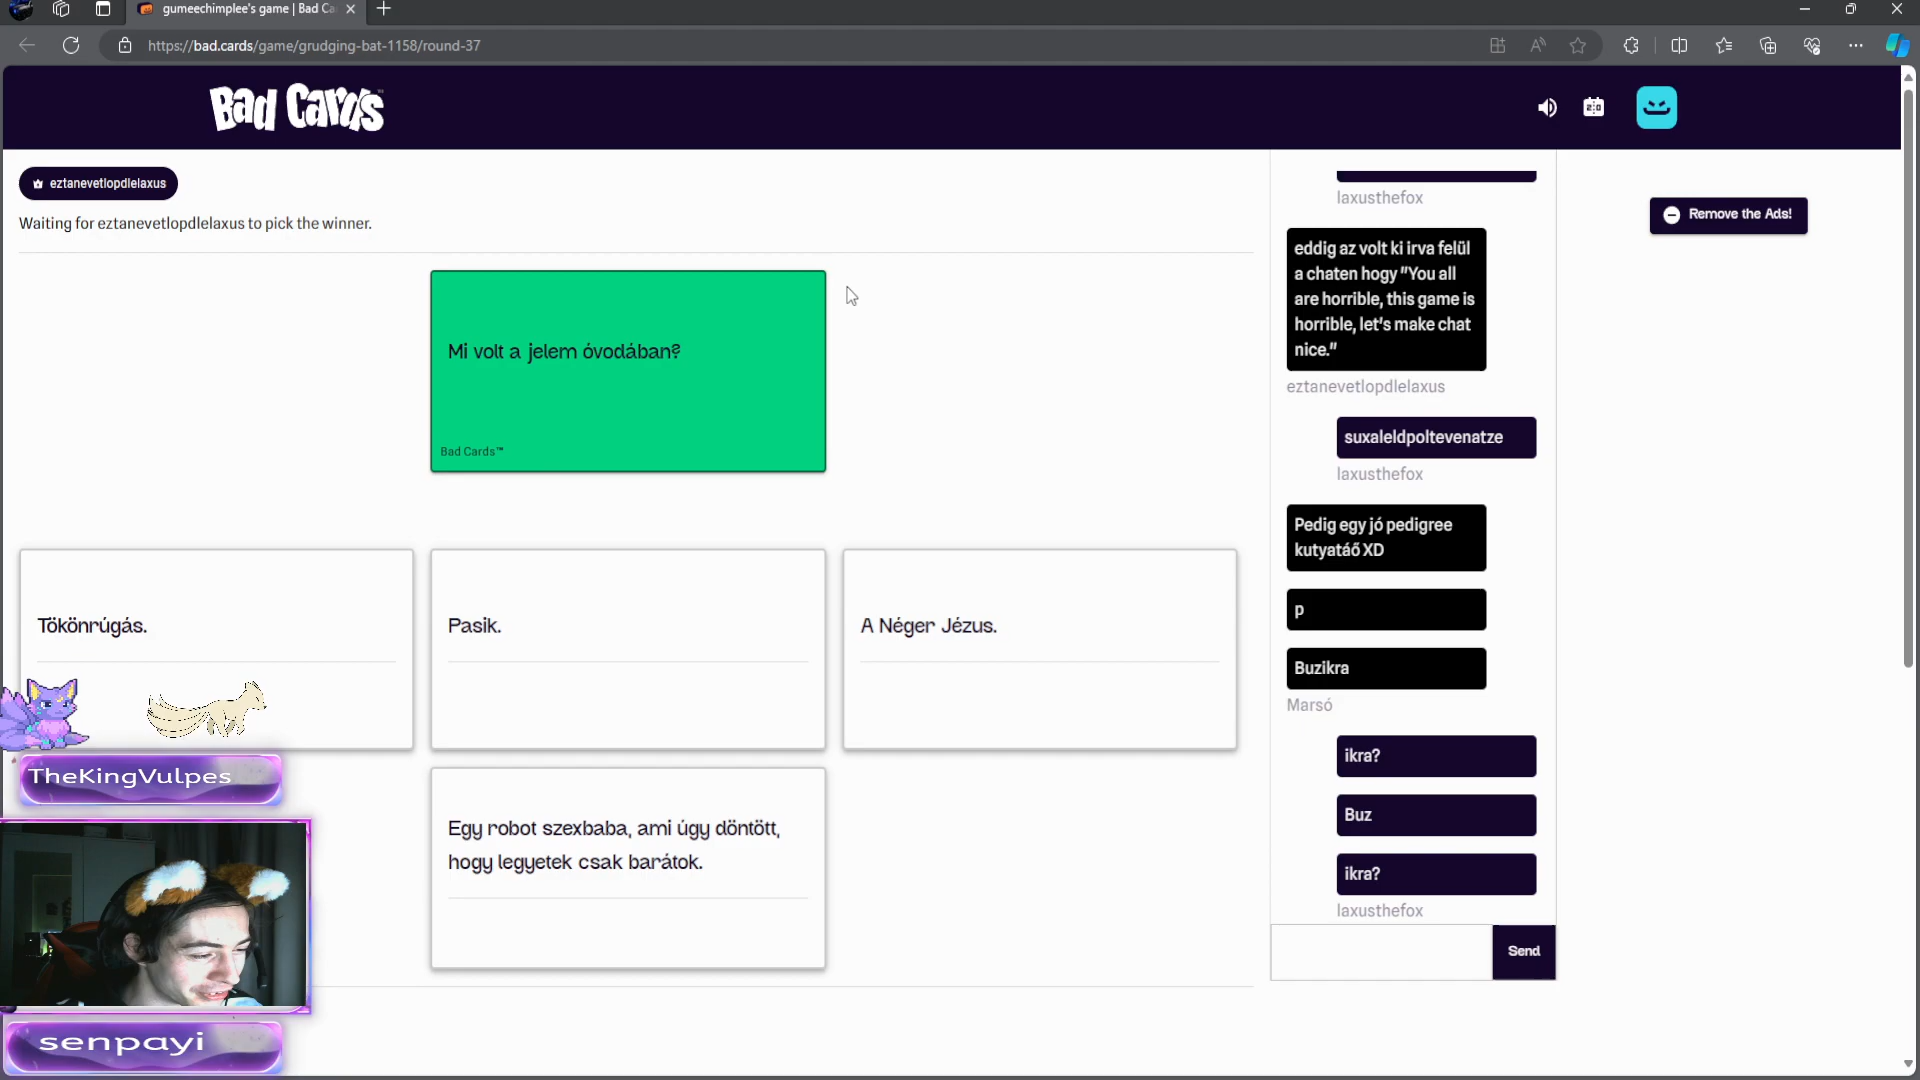 gumeechimplee's game | Bad Ca
https://bad.cards/game/grudging-bat-1158/round-37
Bad Cards
eztanevetlopdlelaxus
Waiting for eztanevetlopdlelaxus to pick the winner.
Mi volt a jelem óvodában?
Bad Cards™
Tökönrúgás.
Pasik.
A Néger Jézus.
Egy robot szexbaba, ami úgy döntött,
hogy legyetek csak barátok.
TheKingVulpes
senpayi
laxusthefox
eddig az volt ki irva felül
a chaten hogy "You all
are horrible, this game is
horrible, let's make chat
nice."
eztanevetlopdlelaxus
suxaleldpoltevenatze
laxusthefox
Pedig egy jó pedigree
kutyatáő XD
p
Buzikra
Marsó
ikra?
Buz
ikra?
laxusthefox
Send
Remove the Ads!